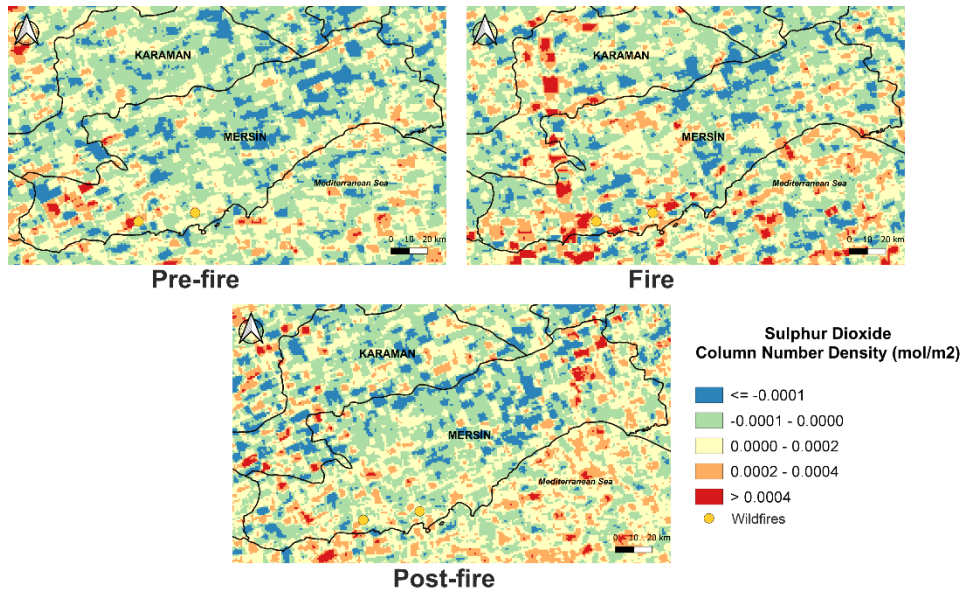 KARAMAN
MERSİN
Mediterranean Sea
0 10 20 km
Pre-fire
KARAMAN
MERSİN
Mediterranean Sea
0 10 20 km
Fire
KARAMAN
MERSİN
Mediterranean Sea
0 10 20 km
Post-fire
Sulphur Dioxide
Column Number Density (mol/m2)
<= -0.0001
-0.0001 - 0.0000
0.0000 - 0.0002
0.0002 - 0.0004
> 0.0004
Wildfires